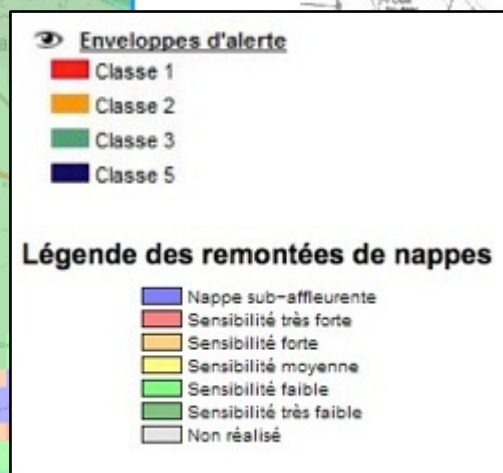 Enveloppes d'alerte
Classe 1
Classe 2
Classe 3
Classe 5
Légende des remontées de nappes
Nappe sub-affleurente
Sensibilité très forte
Sensibilité forte
Sensibilité moyenne
Sensibilité faible
Sensibilité très faible
Non réalisé